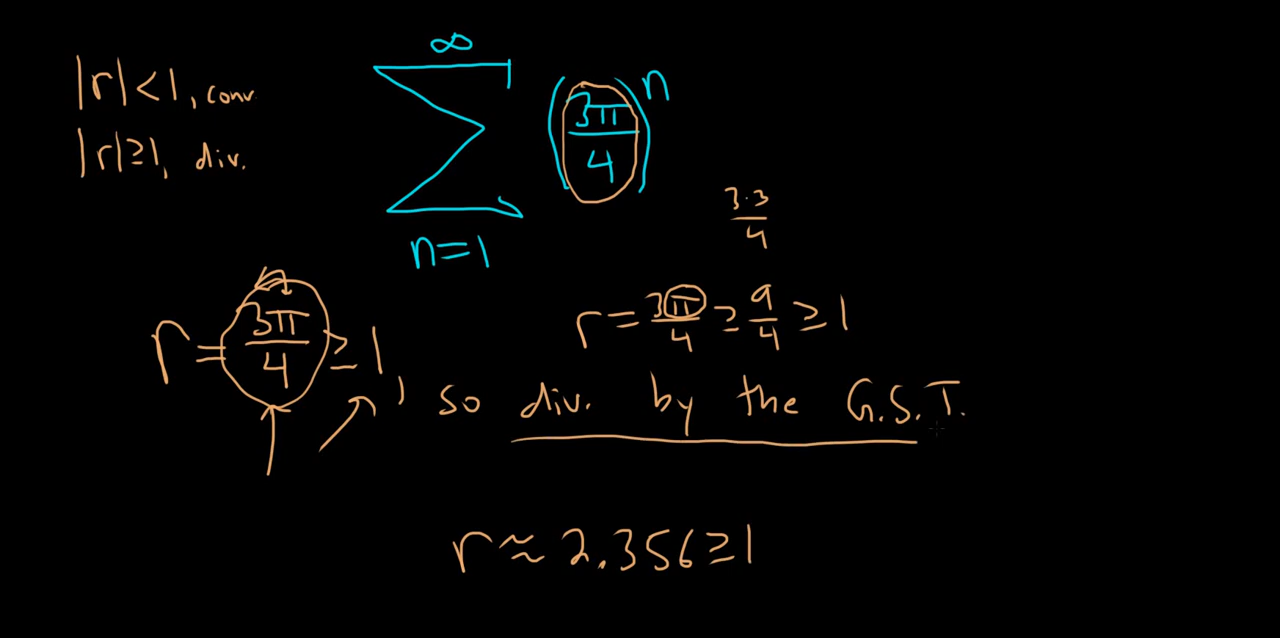 |r| < 1, conv.
|r| ≥ 1, div.
∞
∑ (3π/4)^n
n=1
3·3/4
r = 3π/4 ≥ 9/4 ≥ 1
r = 3π/4 ≥ 1, so div. by the G.S.T.
r ≈ 2.356 ≥ 1